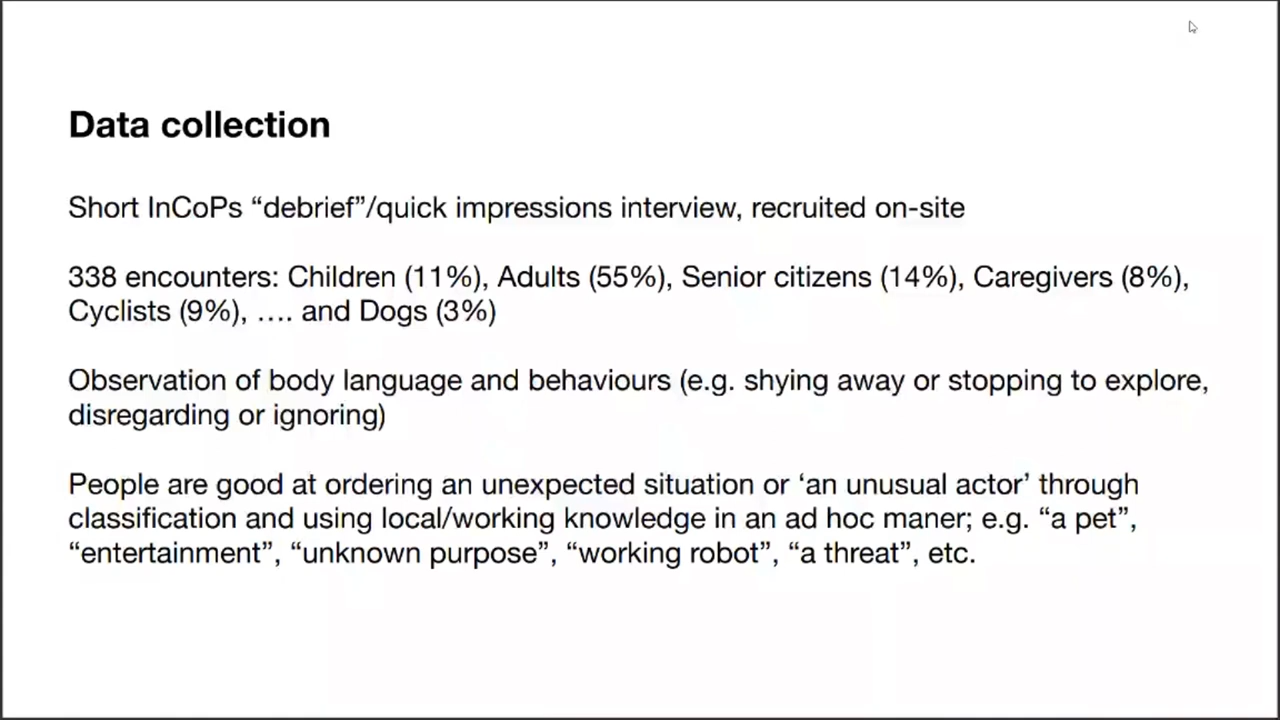 Data collection
Short InCoPs “debrief”/quick impressions interview, recruited on-site
338 encounters: Children (11%), Adults (55%), Senior citizens (14%), Caregivers (8%),
Cyclists (9%), …. and Dogs (3%)
Observation of body language and behaviours (e.g. shying away or stopping to explore,
disregarding or ignoring)
People are good at ordering an unexpected situation or ‘an unusual actor’ through
classification and using local/working knowledge in an ad hoc maner; e.g. “a pet”,
“entertainment”, “unknown purpose”, “working robot”, “a threat”, etc.